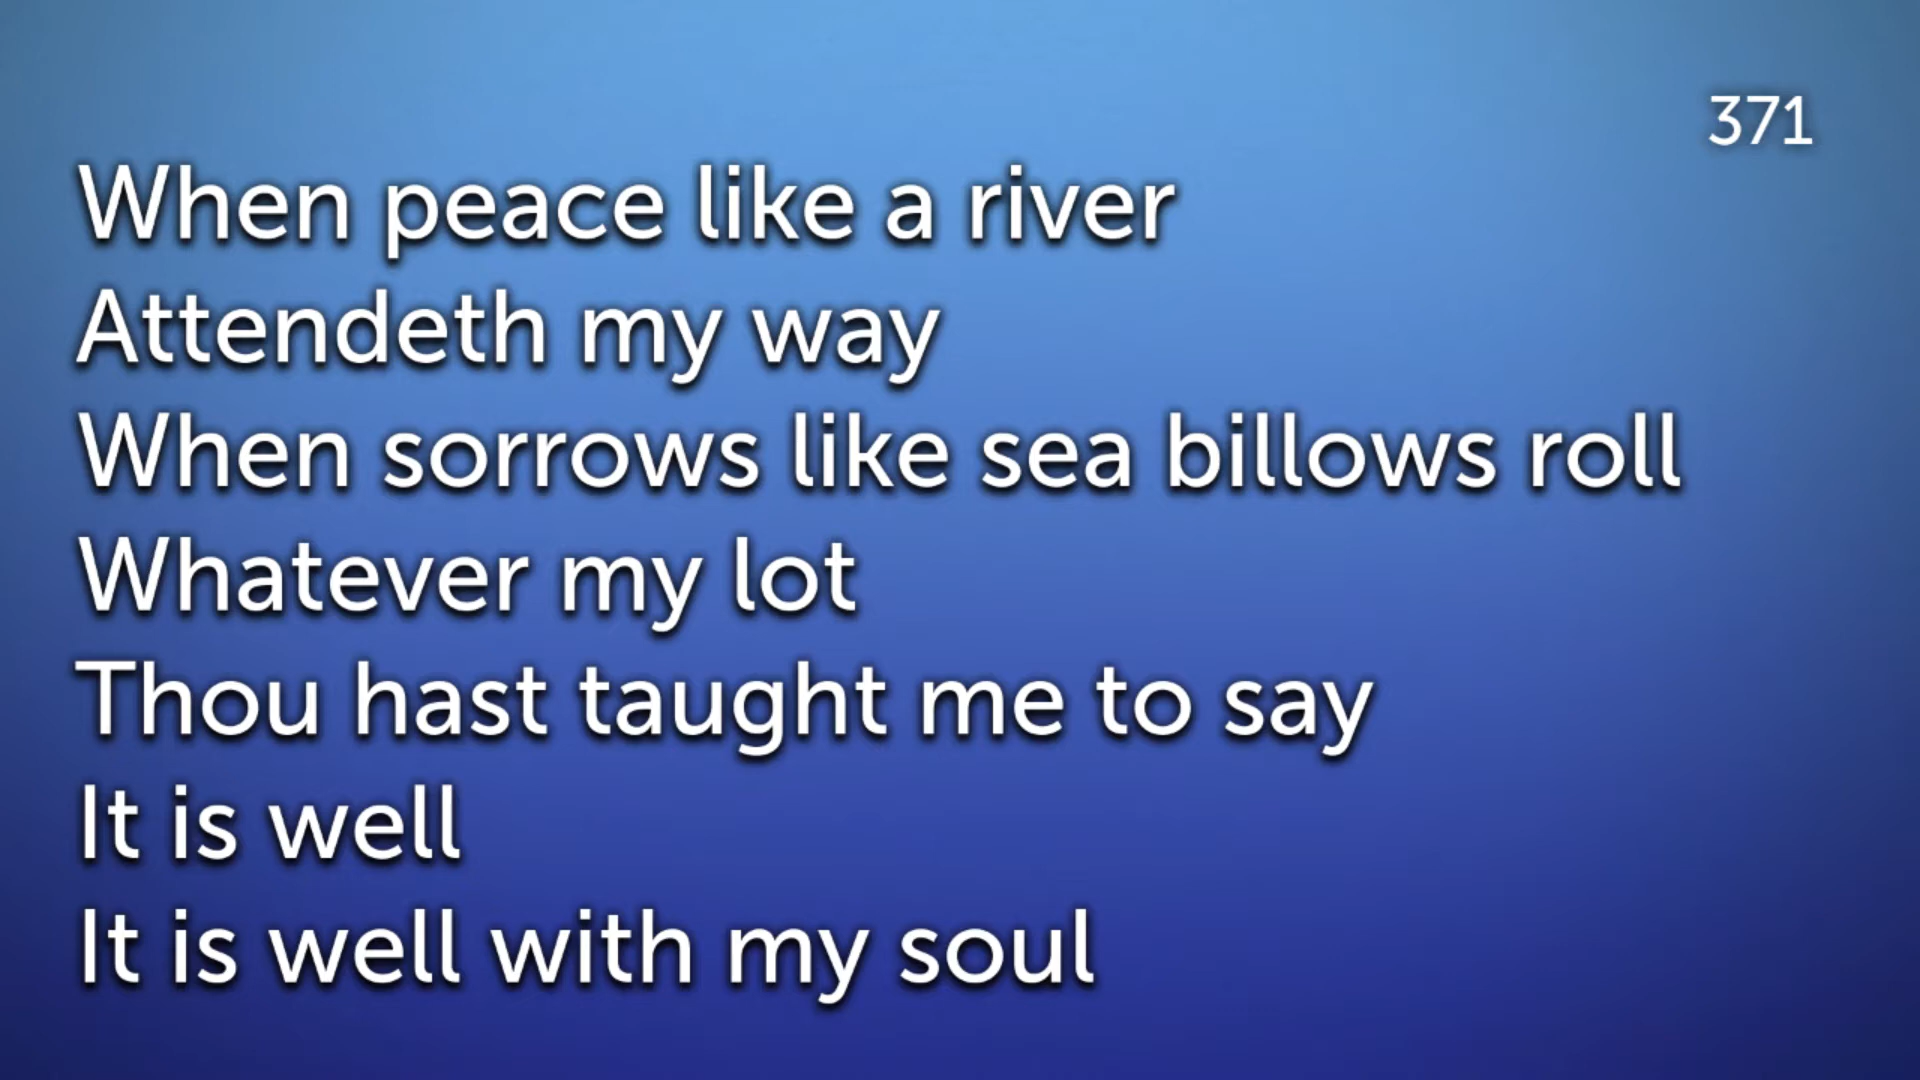 371
When peace like a river
Attendeth my way
When sorrows like sea billows roll
Whatever my lot
Thou hast taught me to say
It is well
It is well with my soul